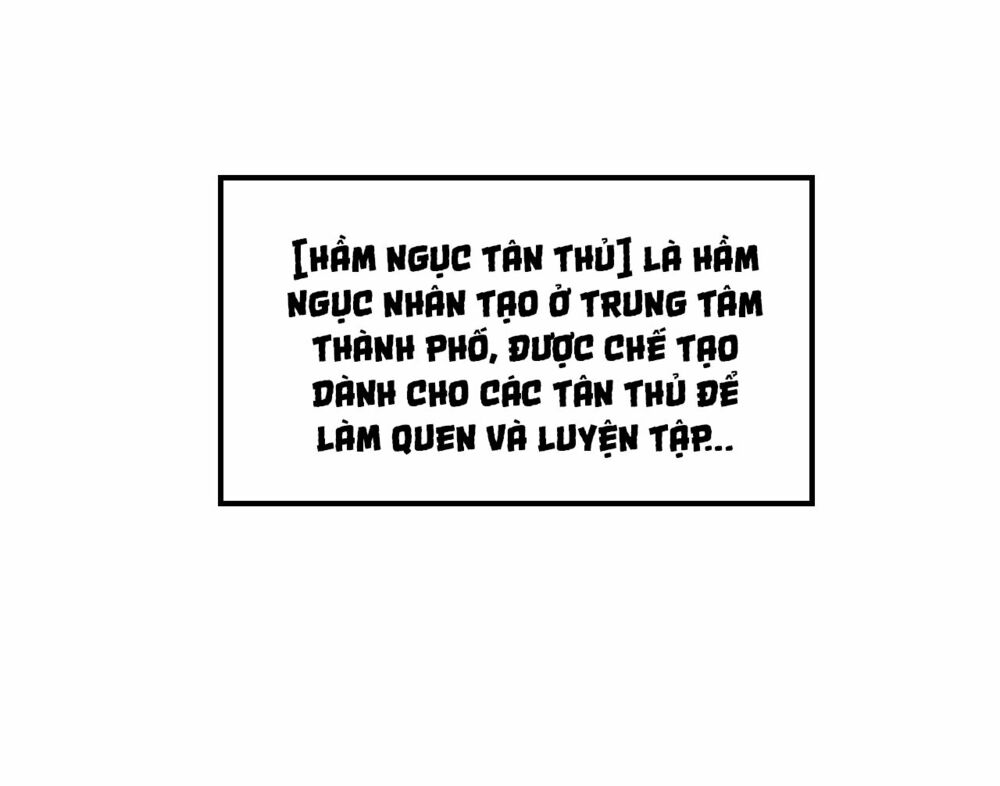 [HẦM NGỤC TÂN THỦ] LÀ HẦM
NGỤC NHÂN TẠO Ở TRUNG TÂM
THÀNH PHỐ, ĐƯỢC CHẾ TẠO
DÀNH CHO CÁC TÂN THỦ ĐỂ
LÀM QUEN VÀ LUYỆN TẬP...